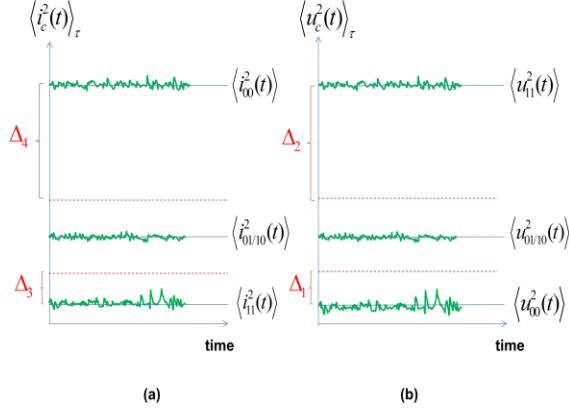 ⟨i_c^2(t)⟩_τ
⟨u_c^2(t)⟩_τ
⟨i_00^2(t)⟩
⟨u_11^2(t)⟩
Δ4
Δ2
⟨i_01/10^2(t)⟩
⟨u_01/10^2(t)⟩
Δ3
⟨i_11^2(t)⟩
Δ1
⟨u_00^2(t)⟩
time
time
(a)
(b)